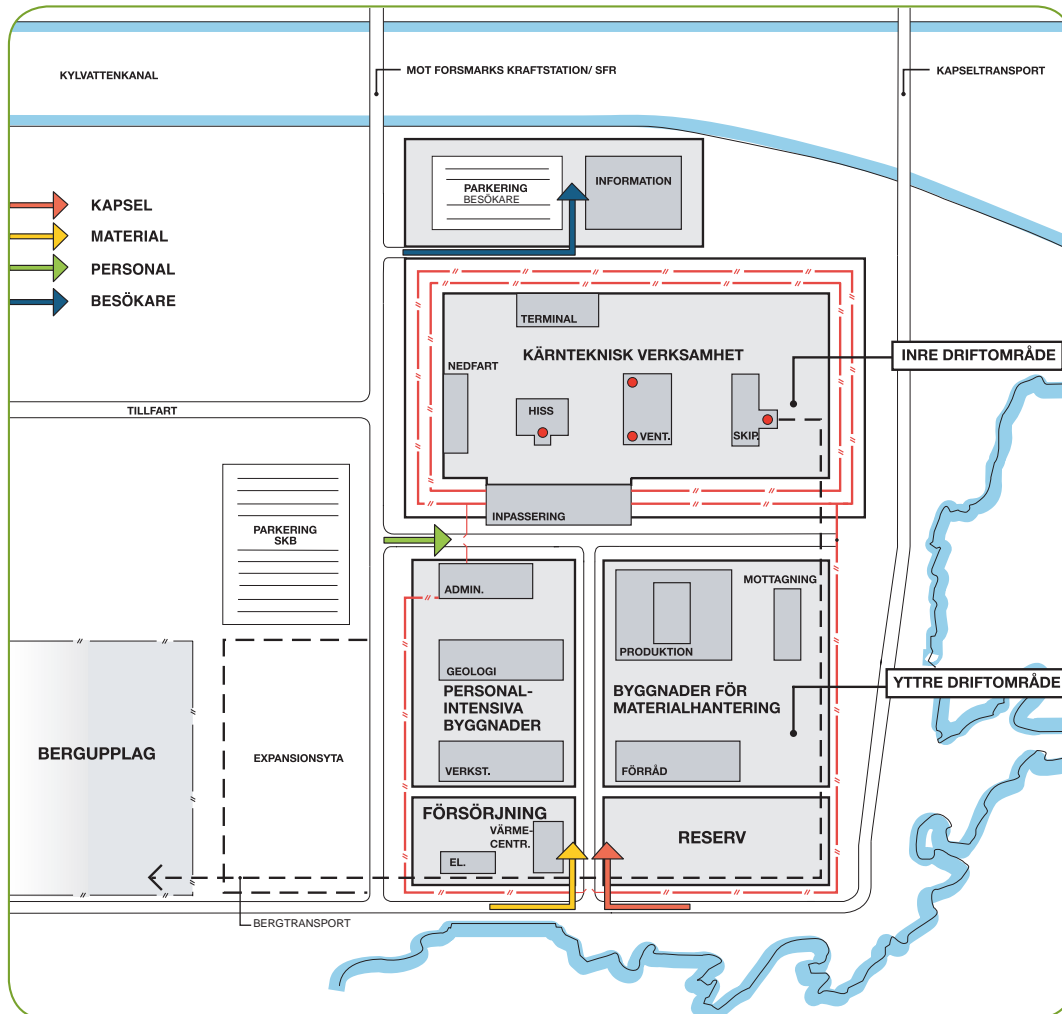 KYLVATTENKANAL
MOT FORSMARKS KRAFTSTATION/ SFR
KAPSELTRANSPORT
KAPSEL
MATERIAL
PERSONAL
BESÖKARE
PARKERING
BESÖKARE
INFORMATION
TERMINAL
KÄRNTEKNISK VERKSAMHET
INRE DRIFTOMRÅDE
NEDFART
HISS
VENT.
SKIP.
TILLFART
INPASSERING
PARKERING
SKB
ADMIN.
MOTTAGNING
PRODUKTION
GEOLOGI
PERSONAL-
INTENSIVA
BYGGNADER
BYGGNADER FÖR
MATERIALHANTERING
YTTRE DRIFTOMRÅDE
BERGUPPLAG
EXPANSIONSYTA
VERKST.
FÖRRÅD
FÖRSÖRJNING
VÄRME-
CENTR.
EL.
RESERV
BERGTRANSPORT